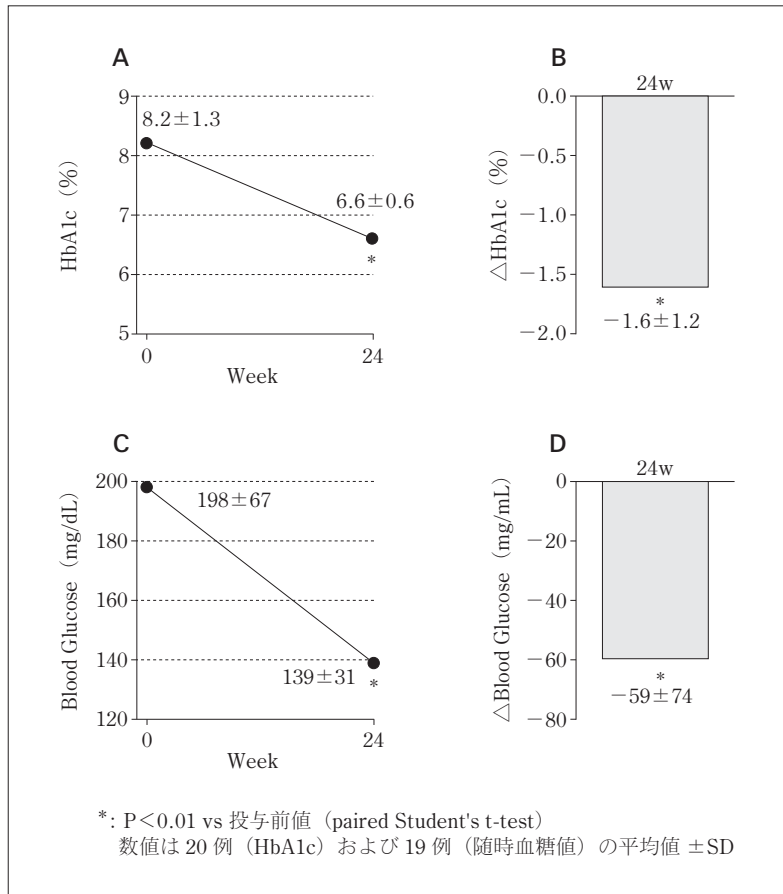 A
HbA1c (%)
9
8
7
6
5
8.2±1.3
6.6±0.6
*
0
24
Week
B
24w
△HbA1c (%)
0.0
−0.5
−1.0
−1.5
−2.0
*
−1.6±1.2
C
Blood Glucose (mg/dL)
200
180
160
140
120
198±67
139±31
*
0
24
Week
D
24w
△Blood Glucose (mg/mL)
0
−20
−40
−60
−80
*
−59±74
*: P<0.01 vs 投与前値（paired Student's t-test）
数値は 20 例（HbA1c）および 19 例（随時血糖値）の平均値 ±SD